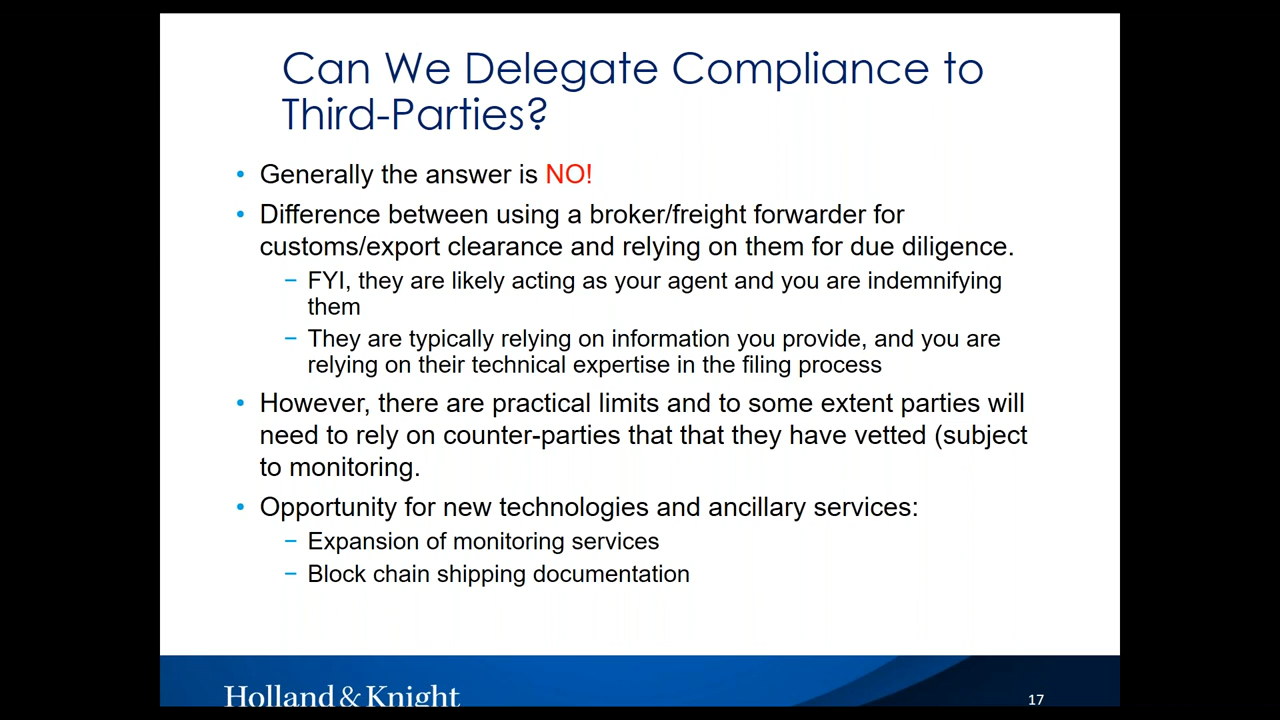 Can We Delegate Compliance to
Third-Parties?
• Generally the answer is NO!
• Difference between using a broker/freight forwarder for
customs/export clearance and relying on them for due diligence.
− FYI, they are likely acting as your agent and you are indemnifying
them
− They are typically relying on information you provide, and you are
relying on their technical expertise in the filing process
• However, there are practical limits and to some extent parties will
need to rely on counter-parties that that they have vetted (subject
to monitoring.
• Opportunity for new technologies and ancillary services:
− Expansion of monitoring services
− Block chain shipping documentation
Holland & Knight
17